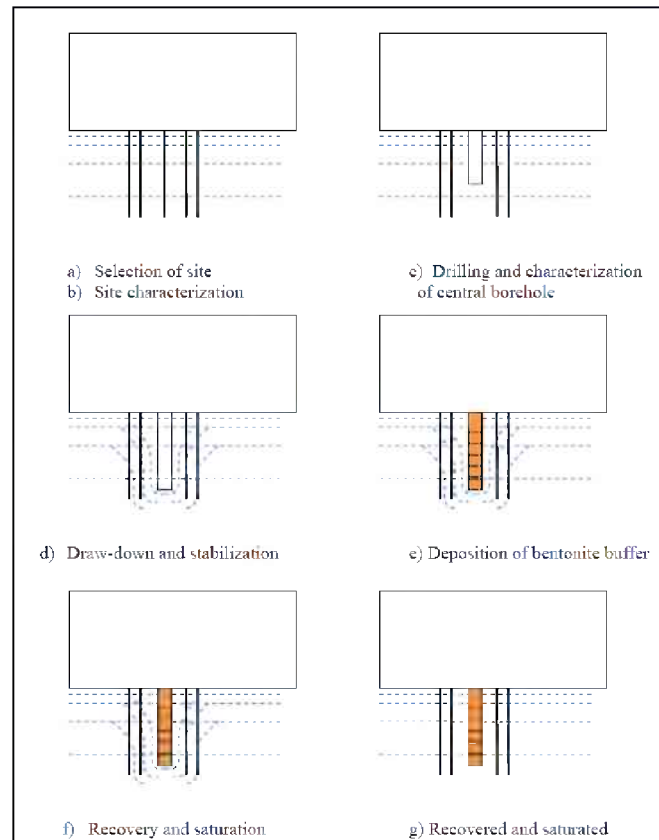 a) Selection of site
b) Site characterization
c) Drilling and characterization
of central borehole
d) Draw-down and stabilization
e) Deposition of bentonite buffer
f) Recovery and saturation
g) Recovered and saturated